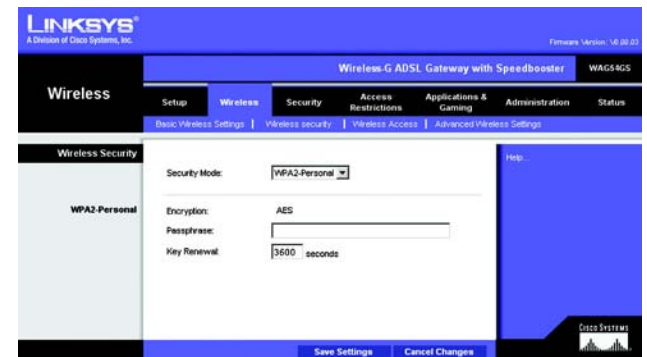 LINKSYS®
A Division of Cisco Systems, Inc.
Firmware Version: V0.00.03
Wireless-G ADSL Gateway with Speedbooster WAG54GS
Wireless
Setup Wireless Security Access Restrictions Applications & Gaming Administration Status
Basic Wireless Settings | Wireless security | Wireless Access | Advanced Wireless Settings
Wireless Security
Help...
Security Mode: WPA2-Personal
WPA2-Personal
Encryption: AES
Passphrase:
Key Renewal: 3600 seconds
CISCO SYSTEMS
Save Settings Cancel Changes